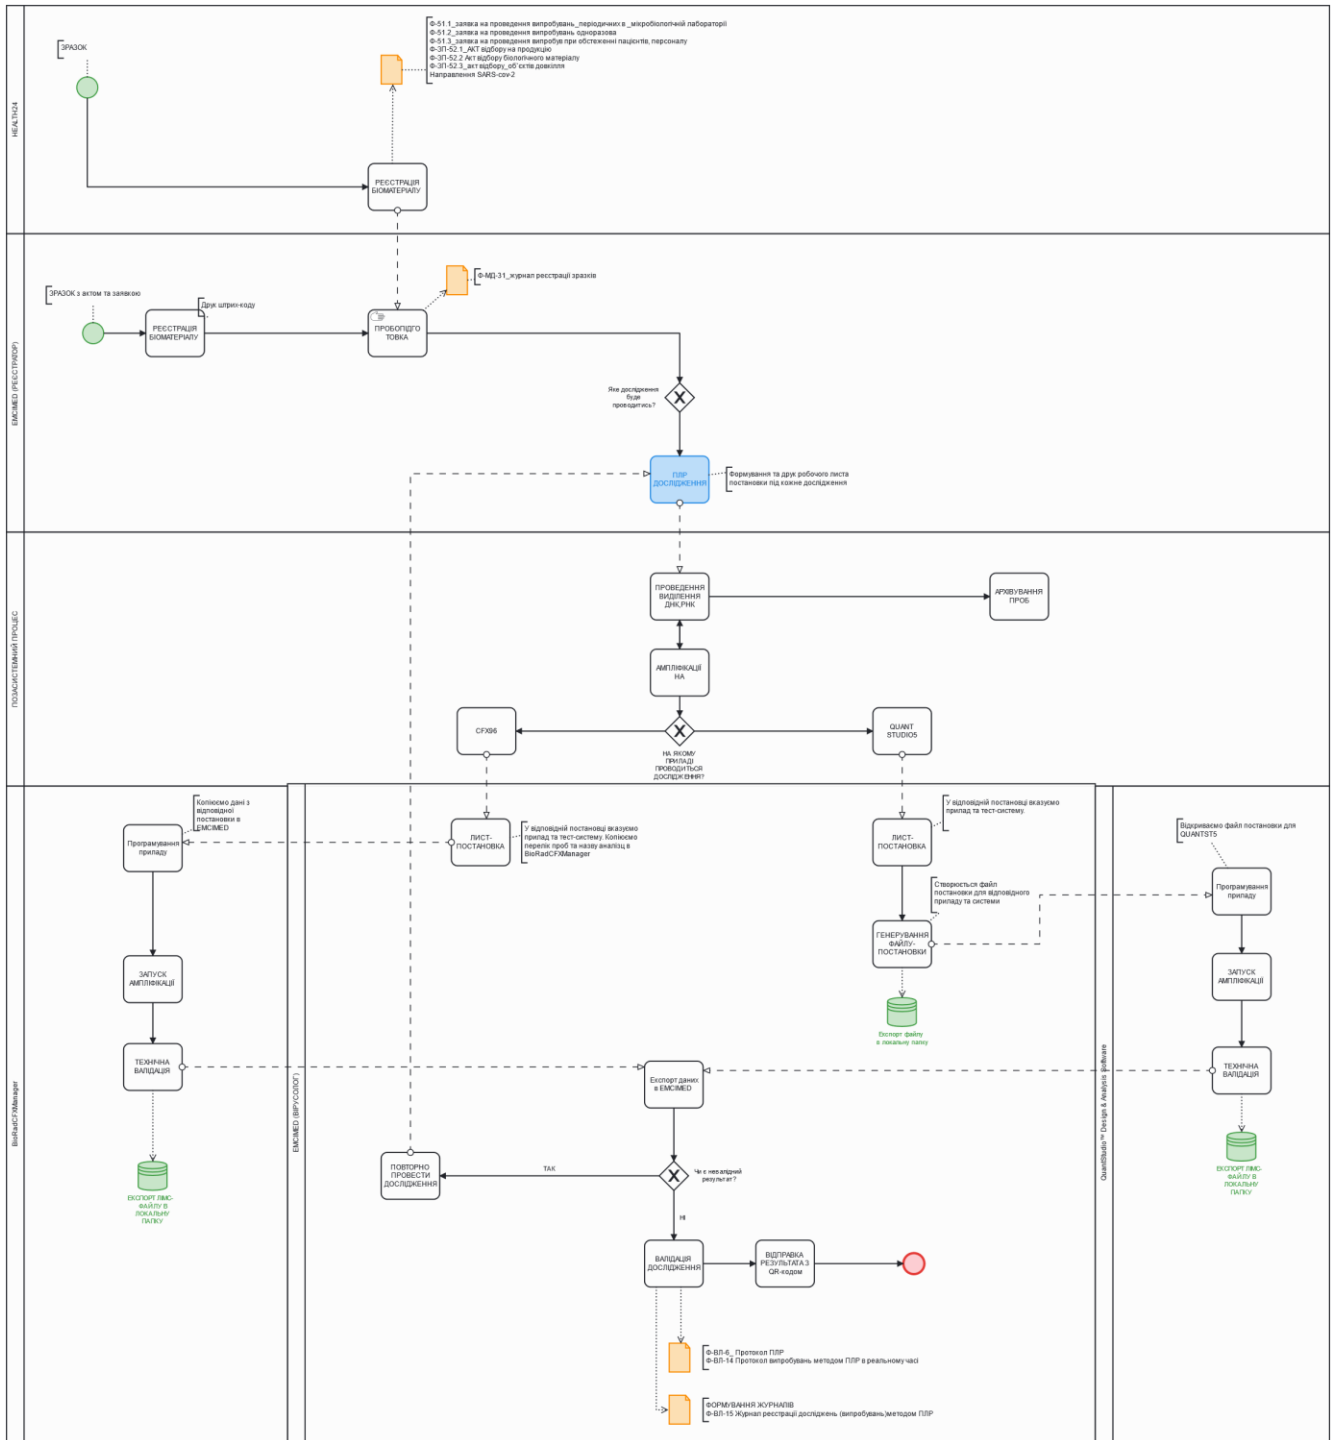 HEALTH24
ЗРАЗОК
Ф-51.1_заявка на проведення випробувань_періодичних в _мікробіологічній лабораторії
Ф-51.2_заявка на проведення випробувань одноразова
Ф-51.3_заявка на проведення випробув при обстеженні пацієнтів, персоналу
Ф-ЗП-52.1_АКТ відбору на продукцію
Ф-ЗП-52.2 Акт відбору біологічного матеріалу
Ф-ЗП-52.3_акт відбору_об'єктів довкілля
Направлення SARS-cov-2
РЕЄСТРАЦІЯ
БІОМАТЕРІАЛУ
EMCIMED (РЕЄСТРАТОР)
ЗРАЗОК з актом та заявкою
РЕЄСТРАЦІЯ
БІОМАТЕРІАЛУ
Друк штрих-коду
ПРОБОПІДГО
ТОВКА
Ф-МД-31_журнал реєстрації зразків
Яке дослідження
буде
проводитись?
ПЛР
ДОСЛІДЖЕННЯ
Формування та друк робочого листа
постановки під кожне дослідження
ПОЗАСИСТЕМНИЙ ПРОЦЕС
ПРОВЕДЕННЯ
ВИДІЛЕННЯ
ДНК,РНК
АРХІВУВАННЯ
ПРОБ
АМПЛІФІКАЦІЇ
НА
CFX96
QUANT
STUDIO5
НА ЯКОМУ
ПРИЛАДІ
ПРОВОДИТЬСЯ
ДОСЛІДЖЕННЯ?
BioRadCFXManager
Копіюємо дані з
відповідної
постановки в
EMCIMED
Програмування
приладу
ЗАПУСК
АМПЛІФІКАЦІЇ
ТЕХНІЧНА
ВАЛІДАЦІЯ
ЕКСПОРТ ЛІМС-
ФАЙЛУ В
ЛОКАЛЬНУ
ПАПКУ
EMCIMED (ВІРУСОЛОГ)
ЛИСТ-
ПОСТАНОВКА
У відповідній постановці вказуємо
прилад та тест-систему. Копіюємо
перелік проб та назву аналізц в
BioRadCFXManager
ЛИСТ-
ПОСТАНОВКА
У відповідній постановці вказуємо
прилад та тест-систему.
Створюється файл
постановки для відповідного
приладу та системи
ГЕНЕРУВАННЯ
ФАЙЛУ-
ПОСТАНОВКИ
Експорт файлу
в локальну папку
Експорт даних
в EMCIMED
ПОВТОРНО
ПРОВЕСТИ
ДОСЛІДЖЕННЯ
ТАК
Чи є невалідний
результат?
НІ
ВАЛІДАЦІЯ
ДОСЛІДЖЕННЯ
ВІДПРАВКА
РЕЗУЛЬТАТА З
QR-кодом
Ф-ВЛ-6_ Протокол ПЛР
Ф-ВЛ-14 Протокол випробувань методом ПЛР в реальному часі
ФОРМУВАННЯ ЖУРНАЛІВ
Ф-ВЛ-15 Журнал реєстрації досліджень (випробувань)методом ПЛР
QuantStudio™ Design & Analysis Software
Відкриваємо файл постановки для
QUANTST5
Програмування
приладу
ЗАПУСК
АМПЛІФІКАЦІЇ
ТЕХНІЧНА
ВАЛІДАЦІЯ
ЕКСПОРТ ЛІМС-
ФАЙЛУ В
ЛОКАЛЬНУ
ПАПКУ